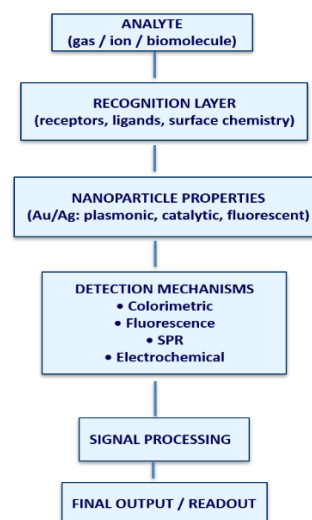 ANALYTE
(gas / ion / biomolecule)
RECOGNITION LAYER
(receptors, ligands, surface chemistry)
NANOPARTICLE PROPERTIES
(Au/Ag: plasmonic, catalytic, fluorescent)
DETECTION MECHANISMS
• Colorimetric
• Fluorescence
• SPR
• Electrochemical
SIGNAL PROCESSING
FINAL OUTPUT / READOUT